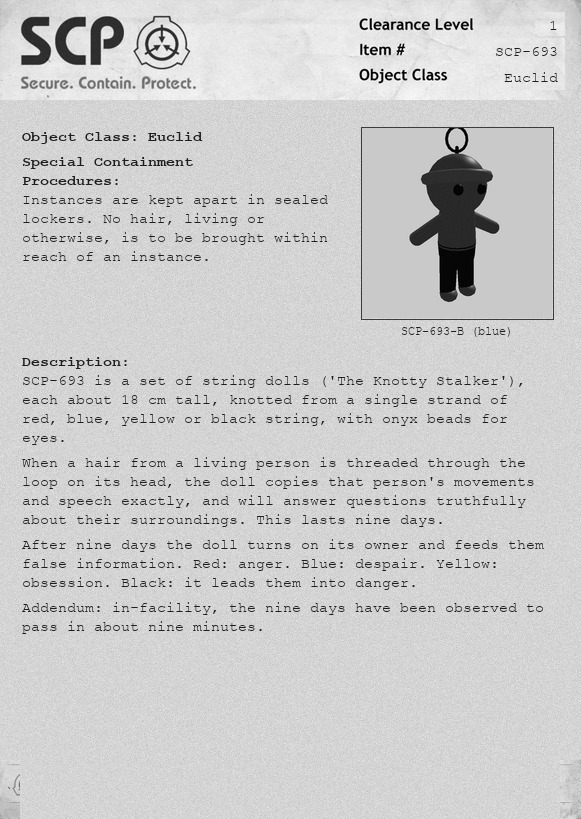 SCP
Secure. Contain. Protect.
Clearance Level 1
Item # SCP-693
Object Class Euclid
Object Class: Euclid
Special Containment
Procedures:
Instances are kept apart in sealed
lockers. No hair, living or
otherwise, is to be brought within
reach of an instance.
SCP-693-B (blue)
Description:
SCP-693 is a set of string dolls ('The Knotty Stalker'),
each about 18 cm tall, knotted from a single strand of
red, blue, yellow or black string, with onyx beads for
eyes.
When a hair from a living person is threaded through the
loop on its head, the doll copies that person's movements
and speech exactly, and will answer questions truthfully
about their surroundings. This lasts nine days.
After nine days the doll turns on its owner and feeds them
false information. Red: anger. Blue: despair. Yellow:
obsession. Black: it leads them into danger.
Addendum: in-facility, the nine days have been observed to
pass in about nine minutes.